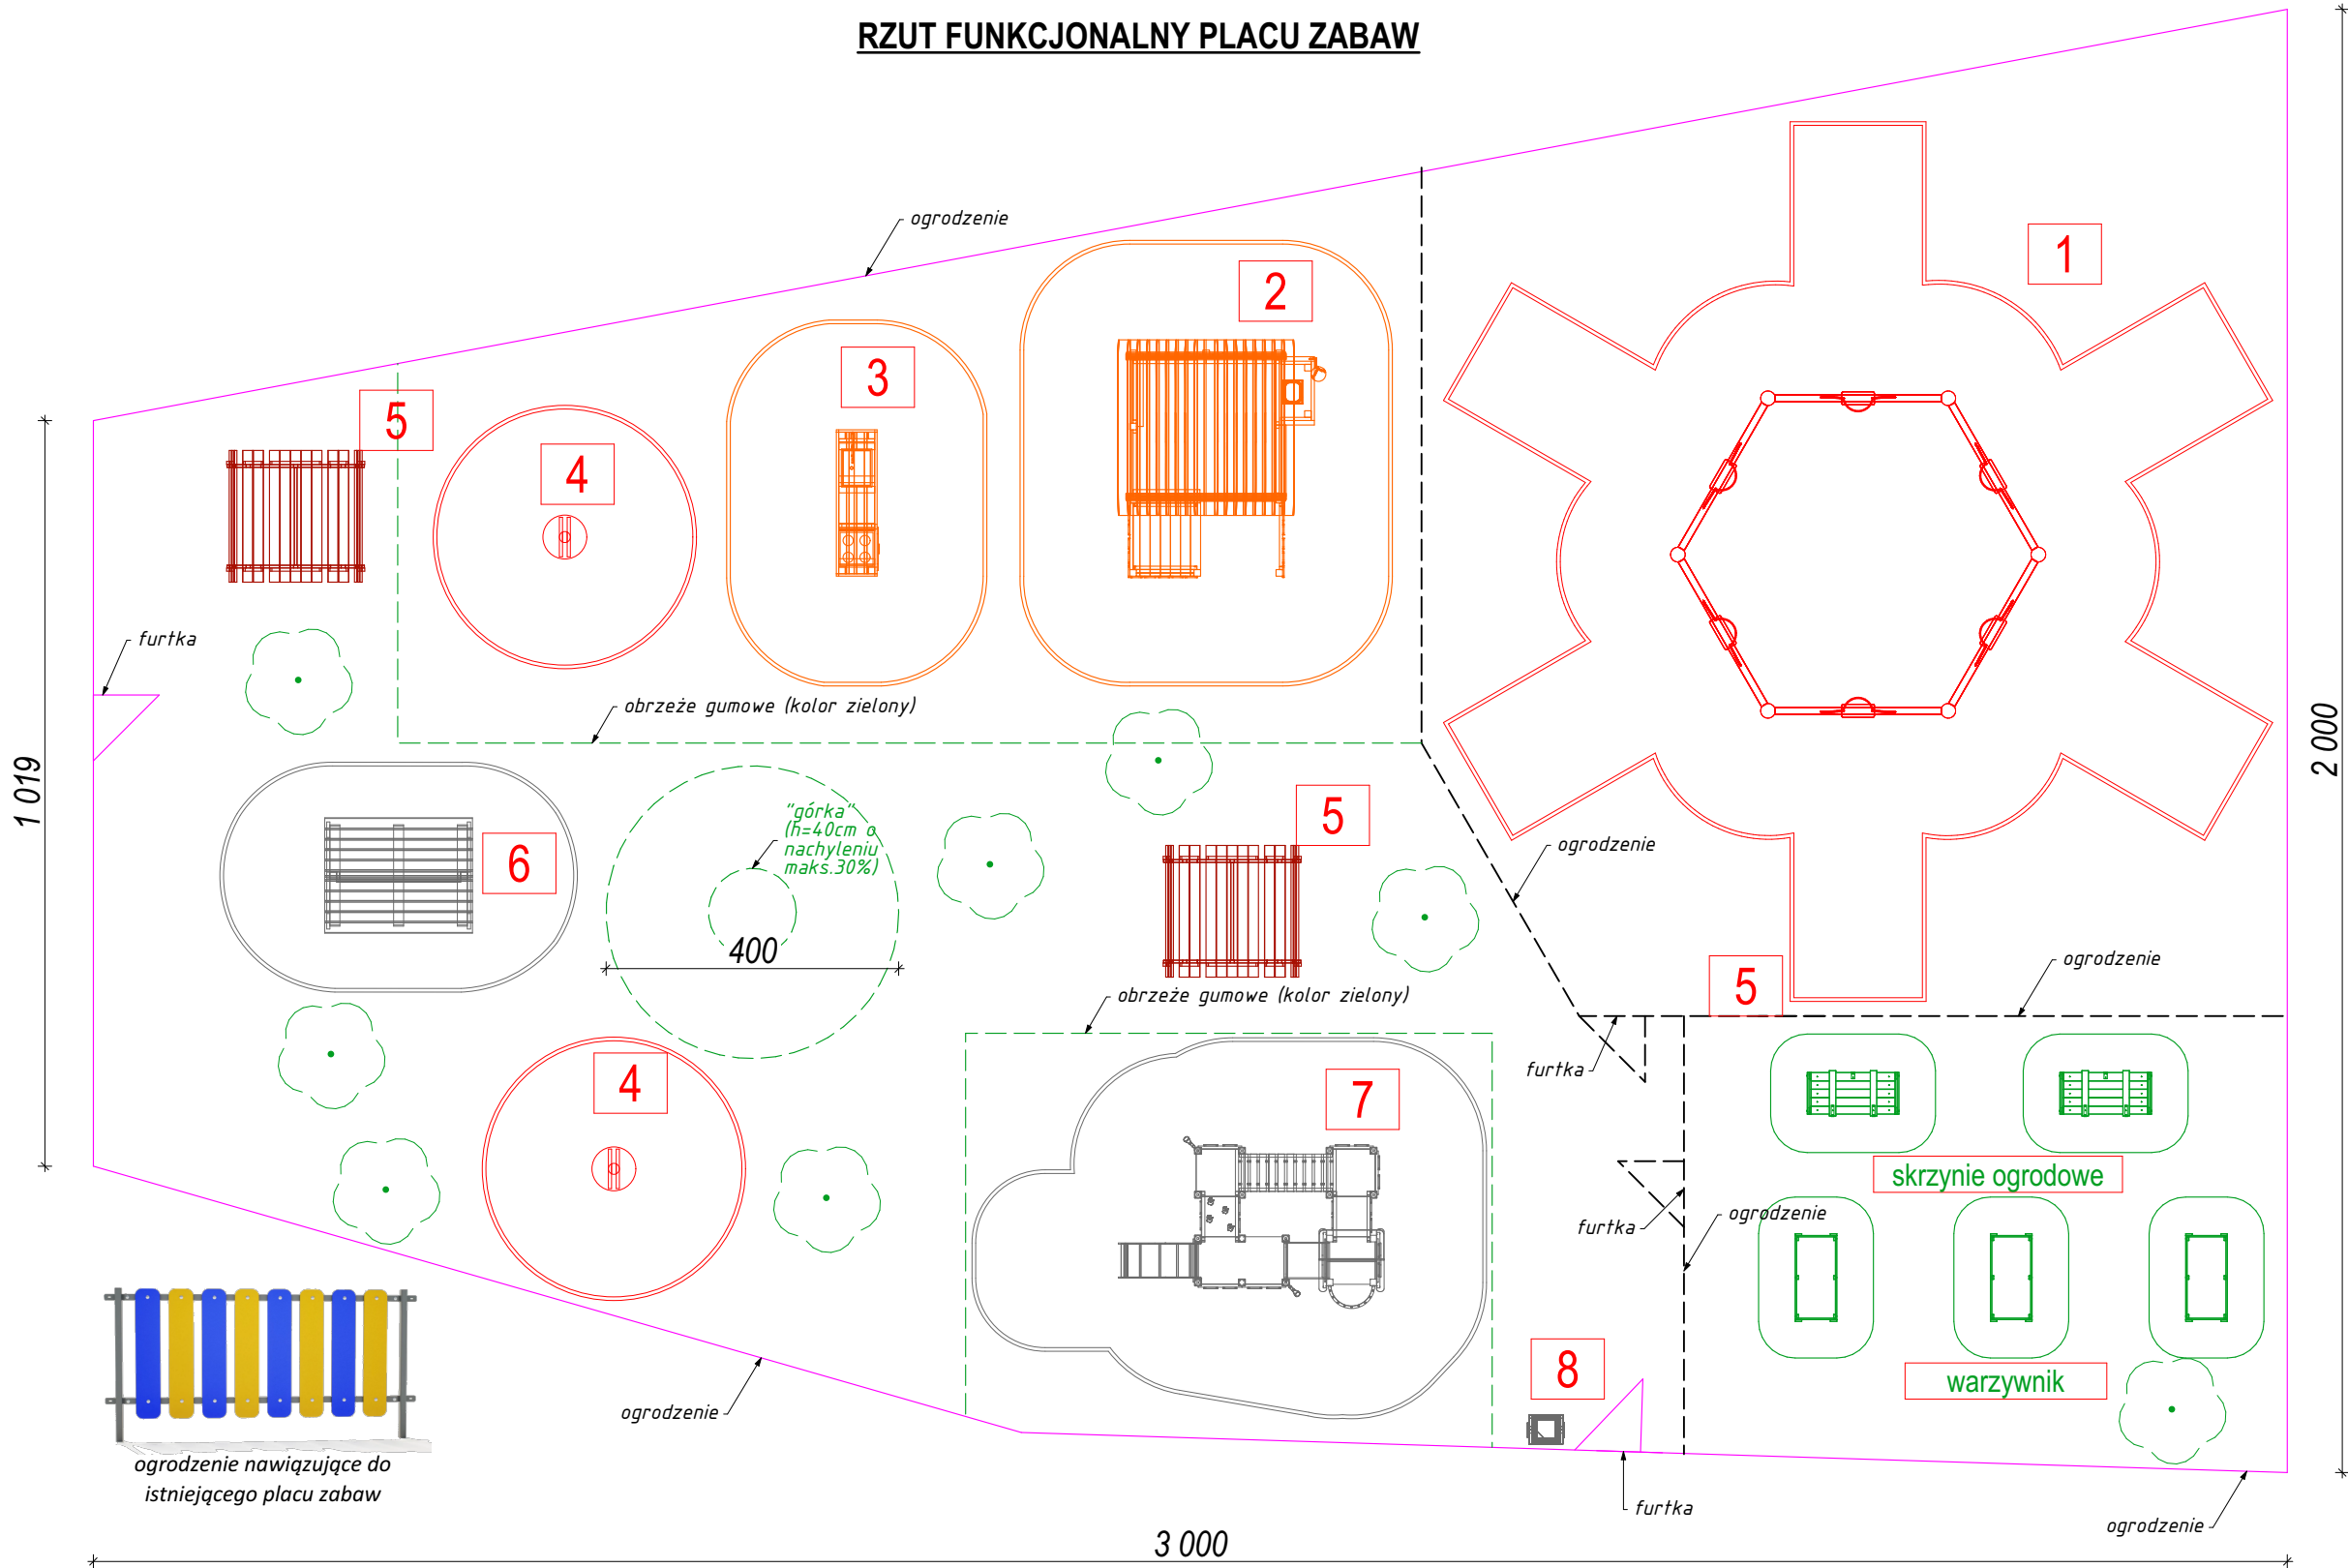 RZUT FUNKCJONALNY PLACU ZABAW
ogrodzenie
1
2
3
5
4
furtka
obrzeże gumowe (kolor zielony)
1 019
2 000
"górka"
(h=40cm o
nachyleniu
maks.30%)
5
6
ogrodzenie
400
ogrodzenie
5
obrzeże gumowe (kolor zielony)
furtka
4
7
skrzynie ogrodowe
furtka
ogrodzenie
8
warzywnik
ogrodzenie
ogrodzenie nawiązujące do
istniejącego placu zabaw
furtka
ogrodzenie
3 000